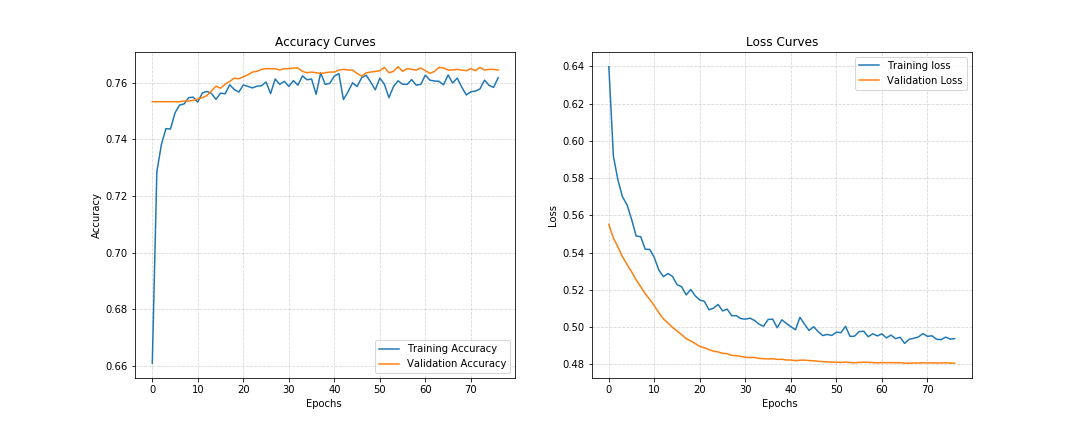 Accuracy Curves
0.76
0.74
0.72
0.70
0.68
0.66
Accuracy
0 10 20 30 40 50 60 70
Epochs
Training Accuracy
Validation Accuracy
Loss Curves
0.64
0.62
0.60
0.58
0.56
0.54
0.52
0.50
0.48
Loss
0 10 20 30 40 50 60 70
Epochs
Training loss
Validation Loss